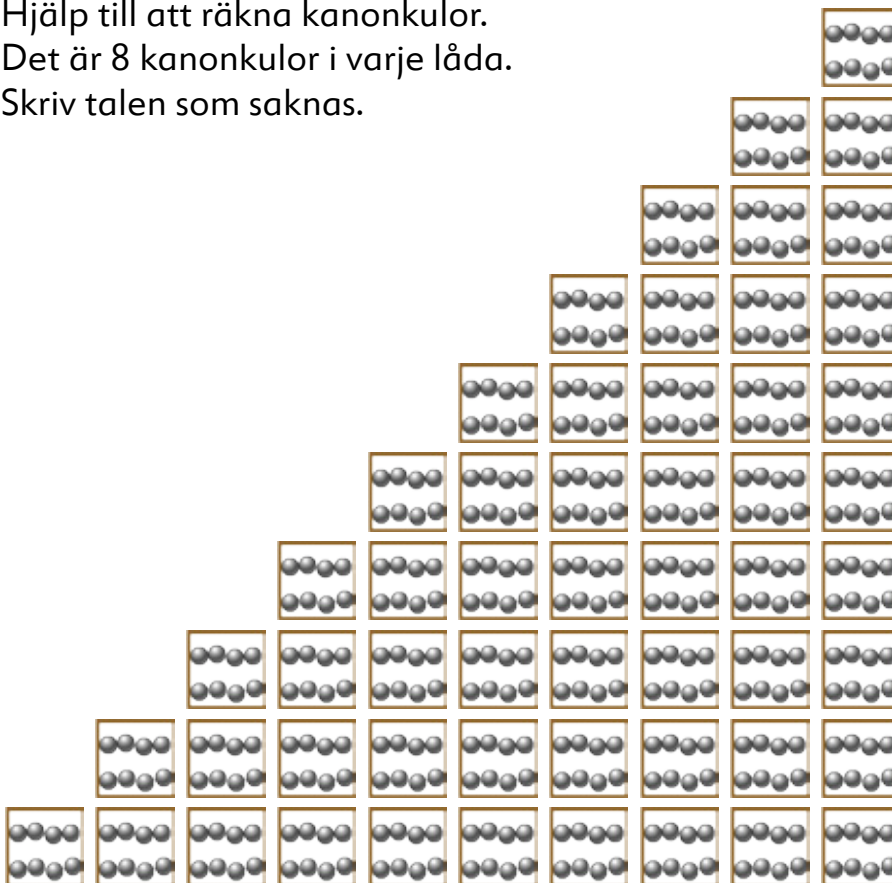 Hjälp till att räkna kanonkulor.
Det är 8 kanonkulor i varje låda.
Skriv talen som saknas.